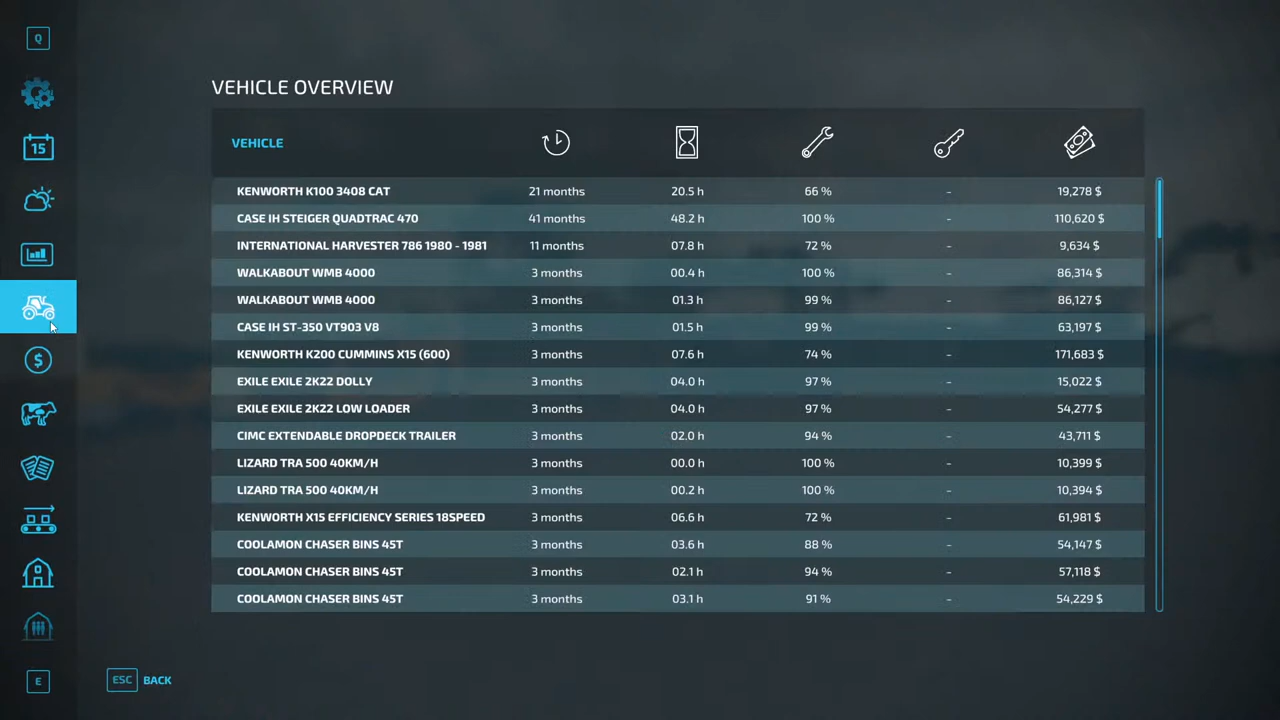 Q
15
VEHICLE OVERVIEW
VEHICLE
KENWORTH K100 3408 CAT 21 months 20.5 h 66 % - 19,278 $
CASE IH STEIGER QUADTRAC 470 41 months 48.2 h 100 % - 110,620 $
INTERNATIONAL HARVESTER 786 1980 - 1981 11 months 07.8 h 72 % - 9,634 $
WALKABOUT WMB 4000 3 months 00.4 h 100 % - 86,314 $
WALKABOUT WMB 4000 3 months 01.3 h 99 % - 86,127 $
CASE IH ST-350 VT903 V8 3 months 01.5 h 99 % - 63,197 $
KENWORTH K200 CUMMINS X15 (600) 3 months 07.6 h 74 % - 171,683 $
EXILE EXILE 2K22 DOLLY 3 months 04.0 h 97 % - 15,022 $
EXILE EXILE 2K22 LOW LOADER 3 months 04.0 h 97 % - 54,277 $
CIMC EXTENDABLE DROPDECK TRAILER 3 months 02.0 h 94 % - 43,711 $
LIZARD TRA 500 40KM/H 3 months 00.0 h 100 % - 10,399 $
LIZARD TRA 500 40KM/H 3 months 00.2 h 100 % - 10,394 $
KENWORTH X15 EFFICIENCY SERIES 18SPEED 3 months 06.6 h 72 % - 61,981 $
COOLAMON CHASER BINS 45T 3 months 03.6 h 88 % - 54,147 $
COOLAMON CHASER BINS 45T 3 months 02.1 h 94 % - 57,118 $
COOLAMON CHASER BINS 45T 3 months 03.1 h 91 % - 54,229 $
$
E
ESC BACK